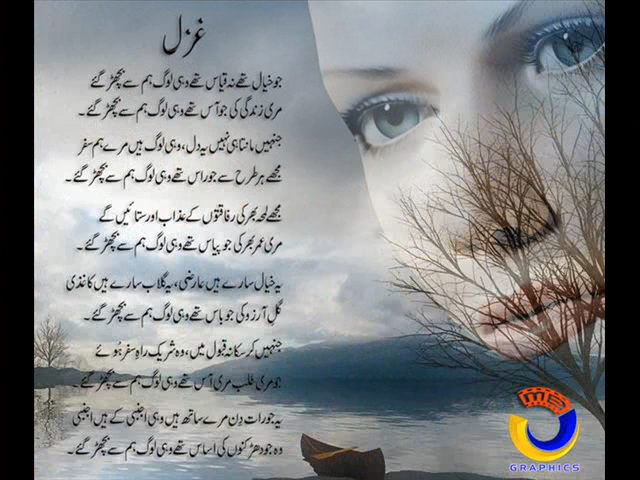 غزل
جو خیال تھے نہ قیاس تھے وہی لوگ ہم سے بچھڑ گئے
مری زندگی کی جو آس تھے وہی لوگ ہم سے بچھڑ گئے۔
جنہیں مانتا ہی نہیں یہ دل، وہی لوگ ہیں مرے ہم سفر
مجھے ہر طرح سے جو راس تھے وہی لوگ ہم سے بچھڑ گئے۔
مجھے لمحہ بھر کی رفاقتوں کے عذاب اور ستائیں گے
مری عمر بھر کی جو پیاس تھے وہی لوگ ہم سے بچھڑ گئے۔
یہ خیال سارے ہیں عارضی، یہ گلاب سارے ہیں کاغذی
گلِ آرزو کی جو باس تھے وہی لوگ ہم سے بچھڑ گئے۔
جنہیں کر سکا نہ قبول میں، وہ شریک راہِ سفر ہُوئے
جو مری طلب مری آس تھے وہی لوگ ہم سے بچھڑ گئے۔
یہ جو رات دِن مرے ساتھ ہیں وہی اجنبی کے ہیں اجنبی
وہ جو دھڑکنوں کی اساس تھے وہی لوگ ہم سے بچھڑ گئے۔
GRAPHICS